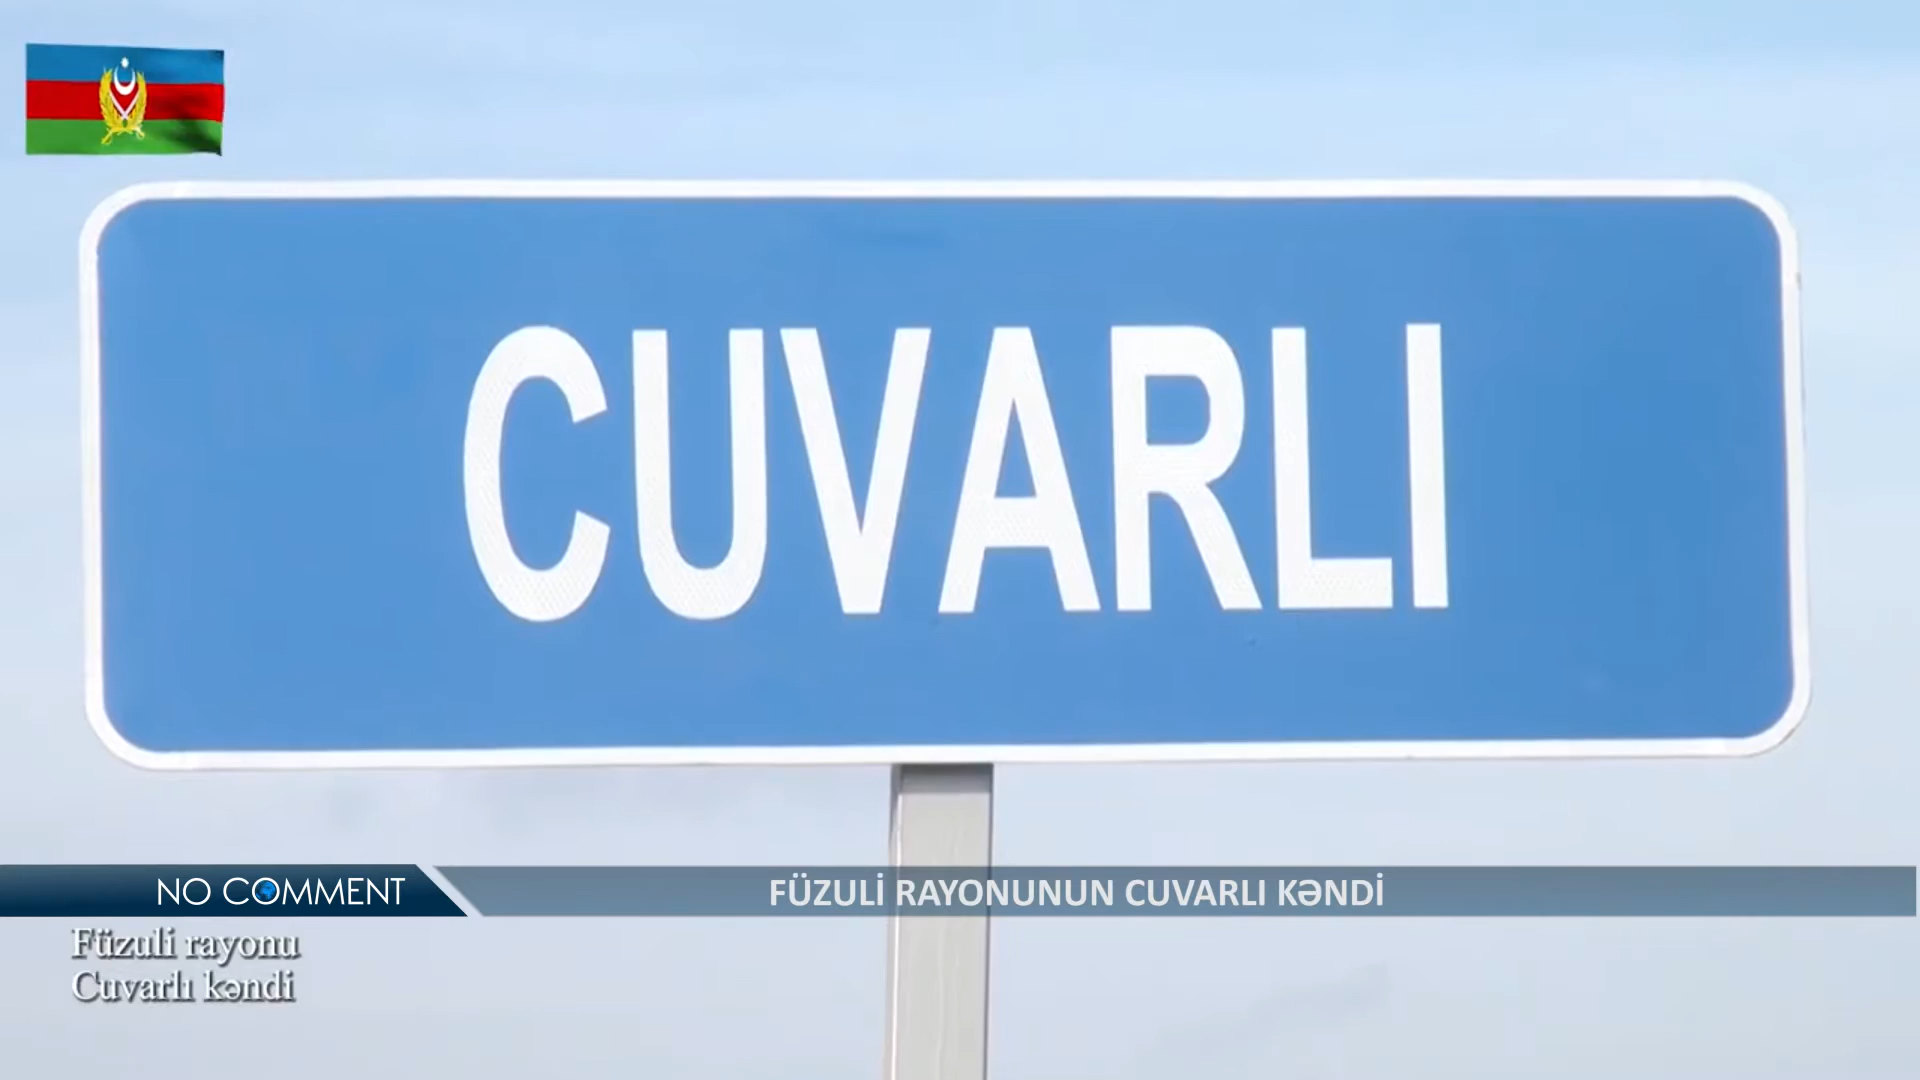 CUVARLI
NO COMMENT
FÜZULİ RAYONUNUN CUVARLI KƏNDİ
Füzuli rayonu
Cuvarlı kəndi